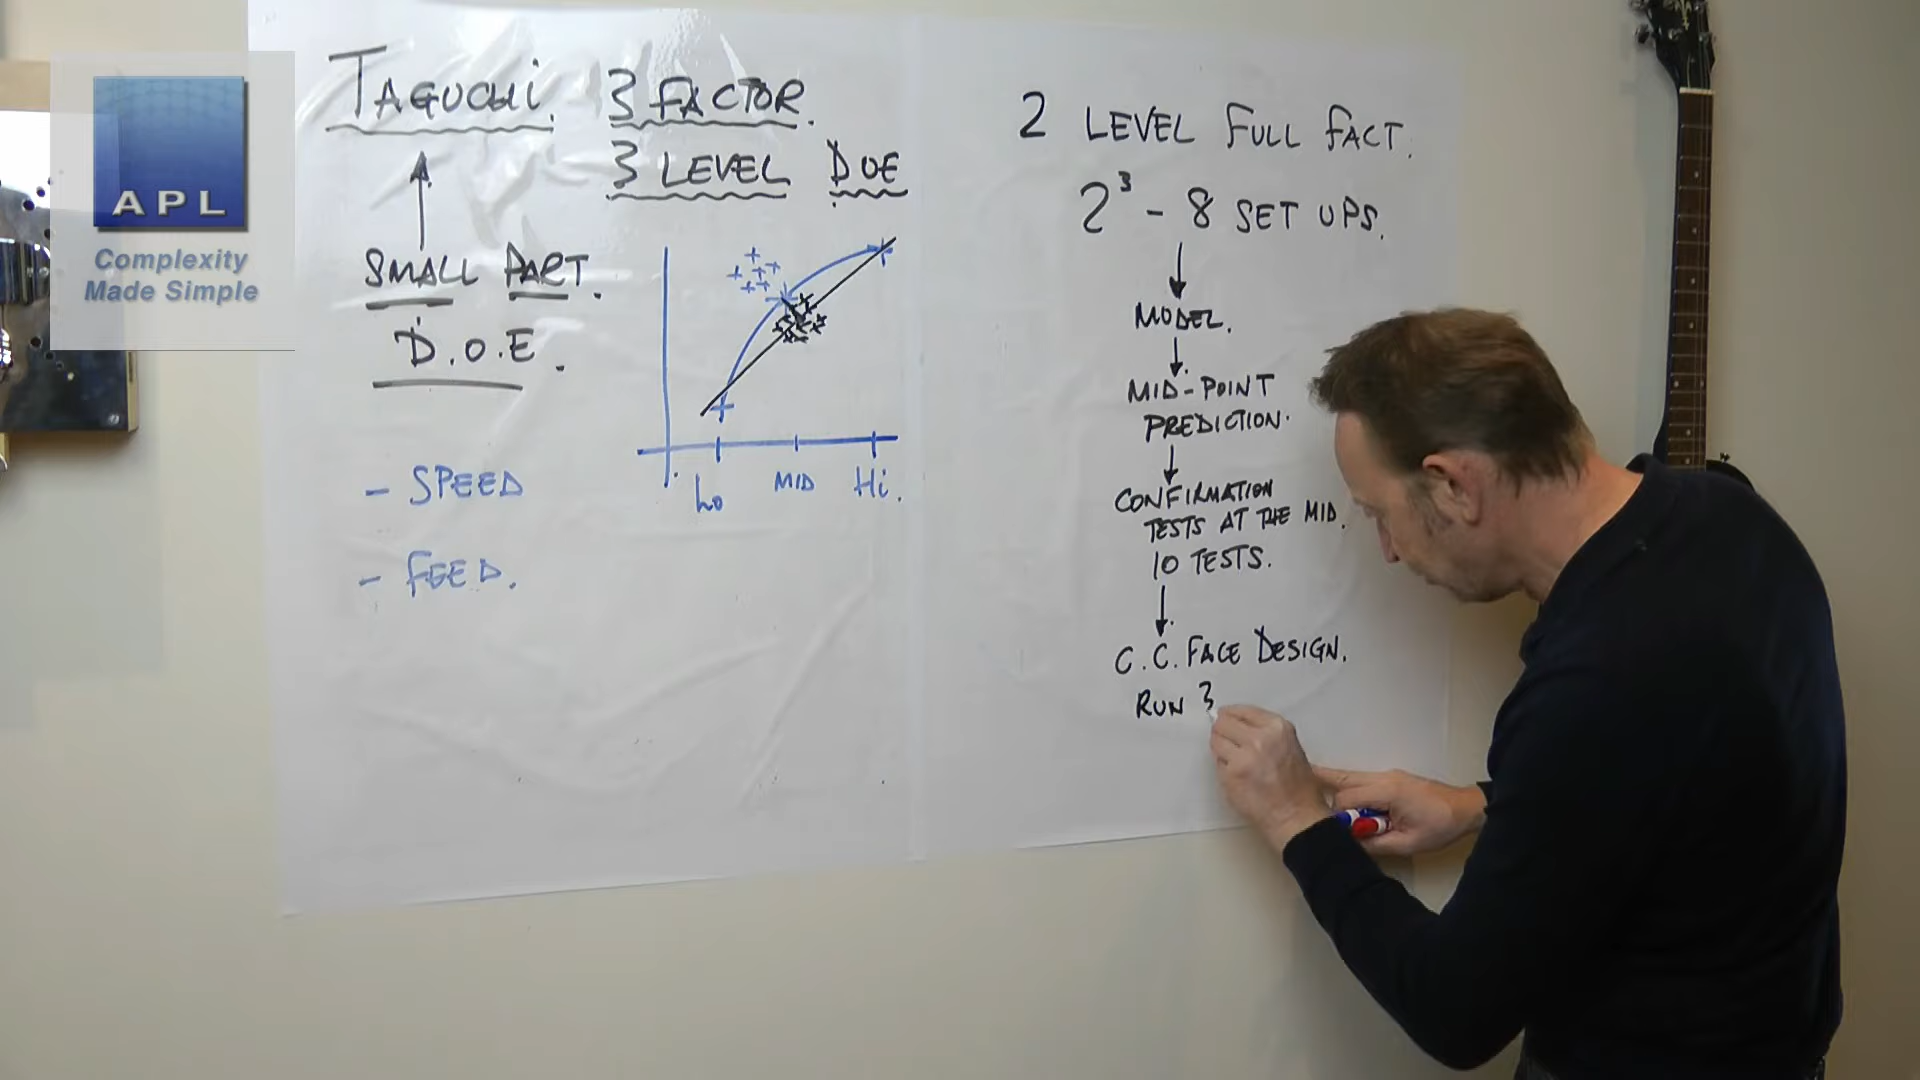 APL
Complexity
Made Simple
TAGUCHI. 3 FACTOR.
3 LEVEL DOE
SMALL PART.
D.O.E.
- SPEED
- FEED.
Lo MID Hi.
2 LEVEL FULL FACT.
2³ - 8 SET UPS.
MODEL.
MID-POINT
PREDICTION.
CONFIRMATION
TESTS AT THE MID.
10 TESTS.
C.C. FACE DESIGN.
RUN 3